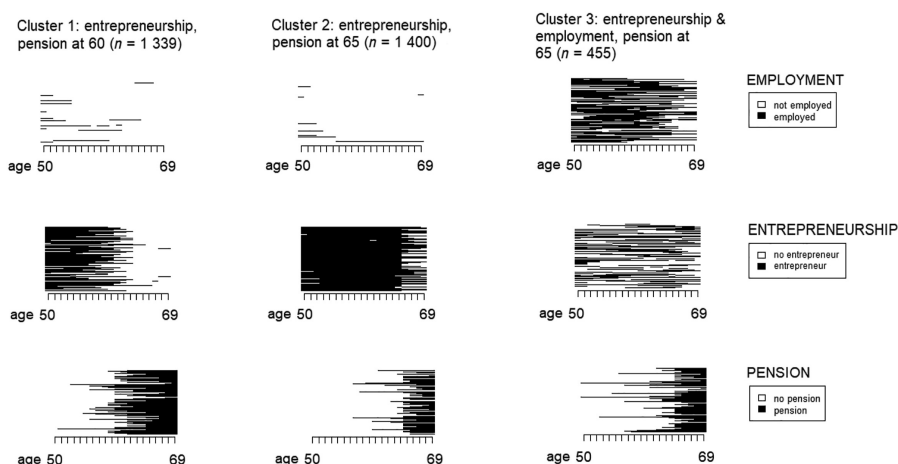 Cluster 1: entrepreneurship,
pension at 60 (n = 1 339)
Cluster 2: entrepreneurship,
pension at 65 (n = 1 400)
Cluster 3: entrepreneurship &
employment, pension at
65 (n = 455)
EMPLOYMENT
not employed
employed
age 50 69
age 50 69
age 50 69
ENTREPRENEURSHIP
no entrepreneur
entrepreneur
age 50 69
age 50 69
age 50 69
PENSION
no pension
pension
age 50 69
age 50 69
age 50 69